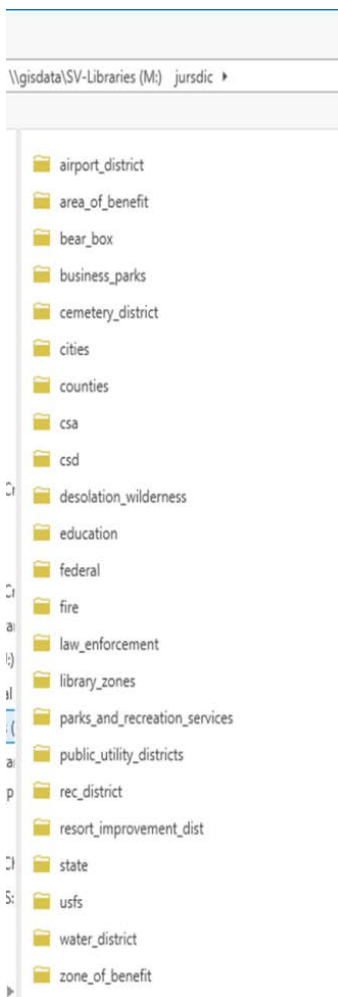 \\gisdata\SV-Libraries (M:) jursdic
airport_district
area_of_benefit
bear_box
business_parks
cemetery_district
cities
counties
csa
csd
desolation_wilderness
education
federal
fire
law_enforcement
library_zones
parks_and_recreation_services
public_utility_districts
rec_district
resort_improvement_dist
state
usfs
water_district
zone_of_benefit